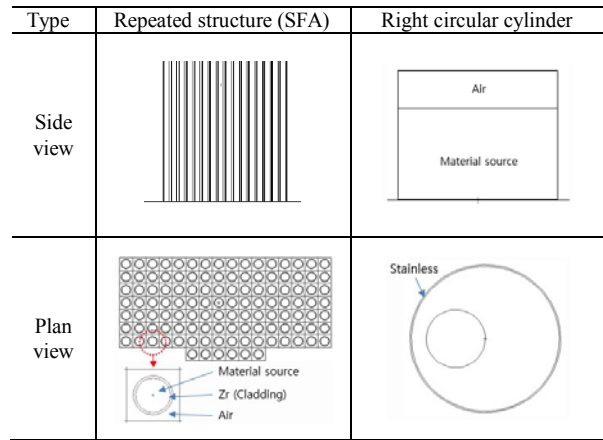 Type Repeated structure (SFA) Right circular cylinder
Side
view
Air
Material source
Plan
view
Material source
Zr (Cladding)
Air
Stainless